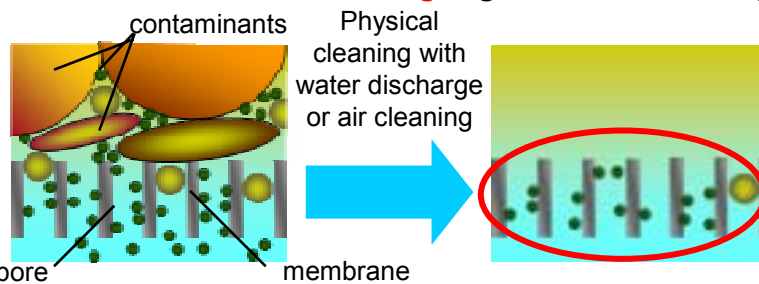 contaminants
Physical
cleaning with
water discharge
or air cleaning
pore
membrane